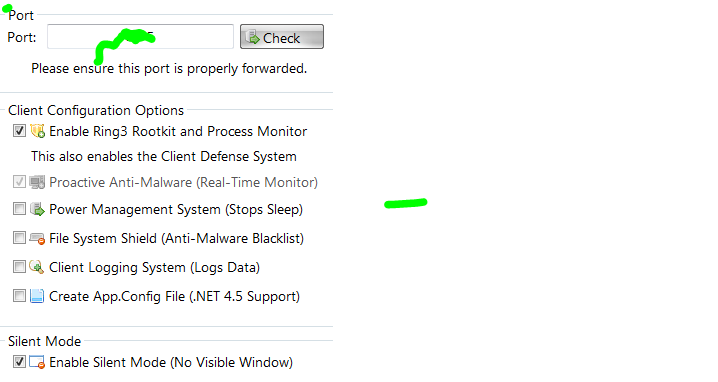 Port
Port:
Check
Please ensure this port is properly forwarded.
Client Configuration Options
Enable Ring3 Rootkit and Process Monitor
This also enables the Client Defense System
Proactive Anti-Malware (Real-Time Monitor)
Power Management System (Stops Sleep)
File System Shield (Anti-Malware Blacklist)
Client Logging System (Logs Data)
Create App.Config File (.NET 4.5 Support)
Silent Mode
Enable Silent Mode (No Visible Window)